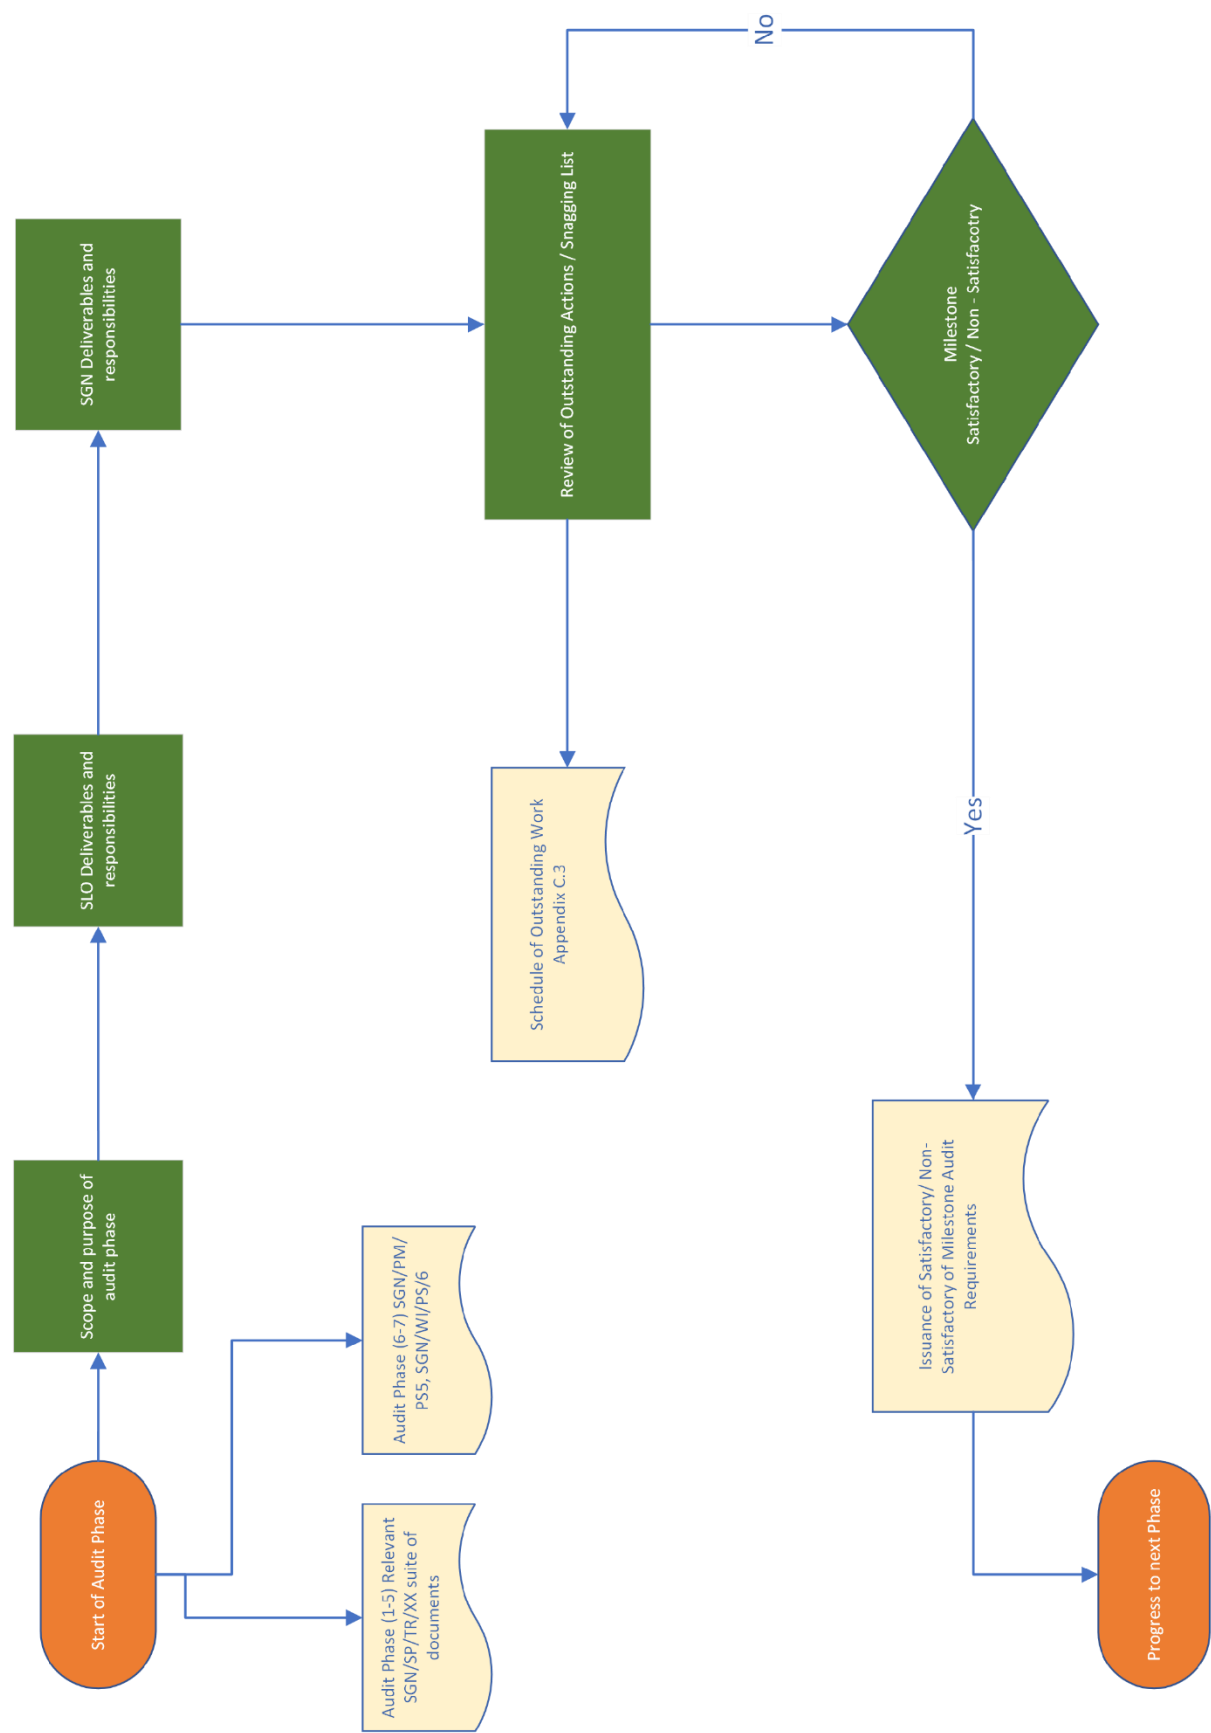 Start of Audit Phase
Scope and purpose of
audit phase
SLO Deliverables and
responsibilities
SGN Deliverables and
responsibilities
Audit Phase (1-5) Relevant
SGN/SP/TR/XX suite of
documents
Audit Phase (6-7) SGN/PM/
PS5, SGN/WI/PS/6
Schedule of Outstanding Work
Appendix C.3
Review of Outstanding Actions / Snagging List
No
Issuance of Satisfactory/ Non-
Satisfactory of Milestone Audit
Requirements
Yes
Milestone
Satisfactory / Non - Satisfacotry
Progress to next Phase